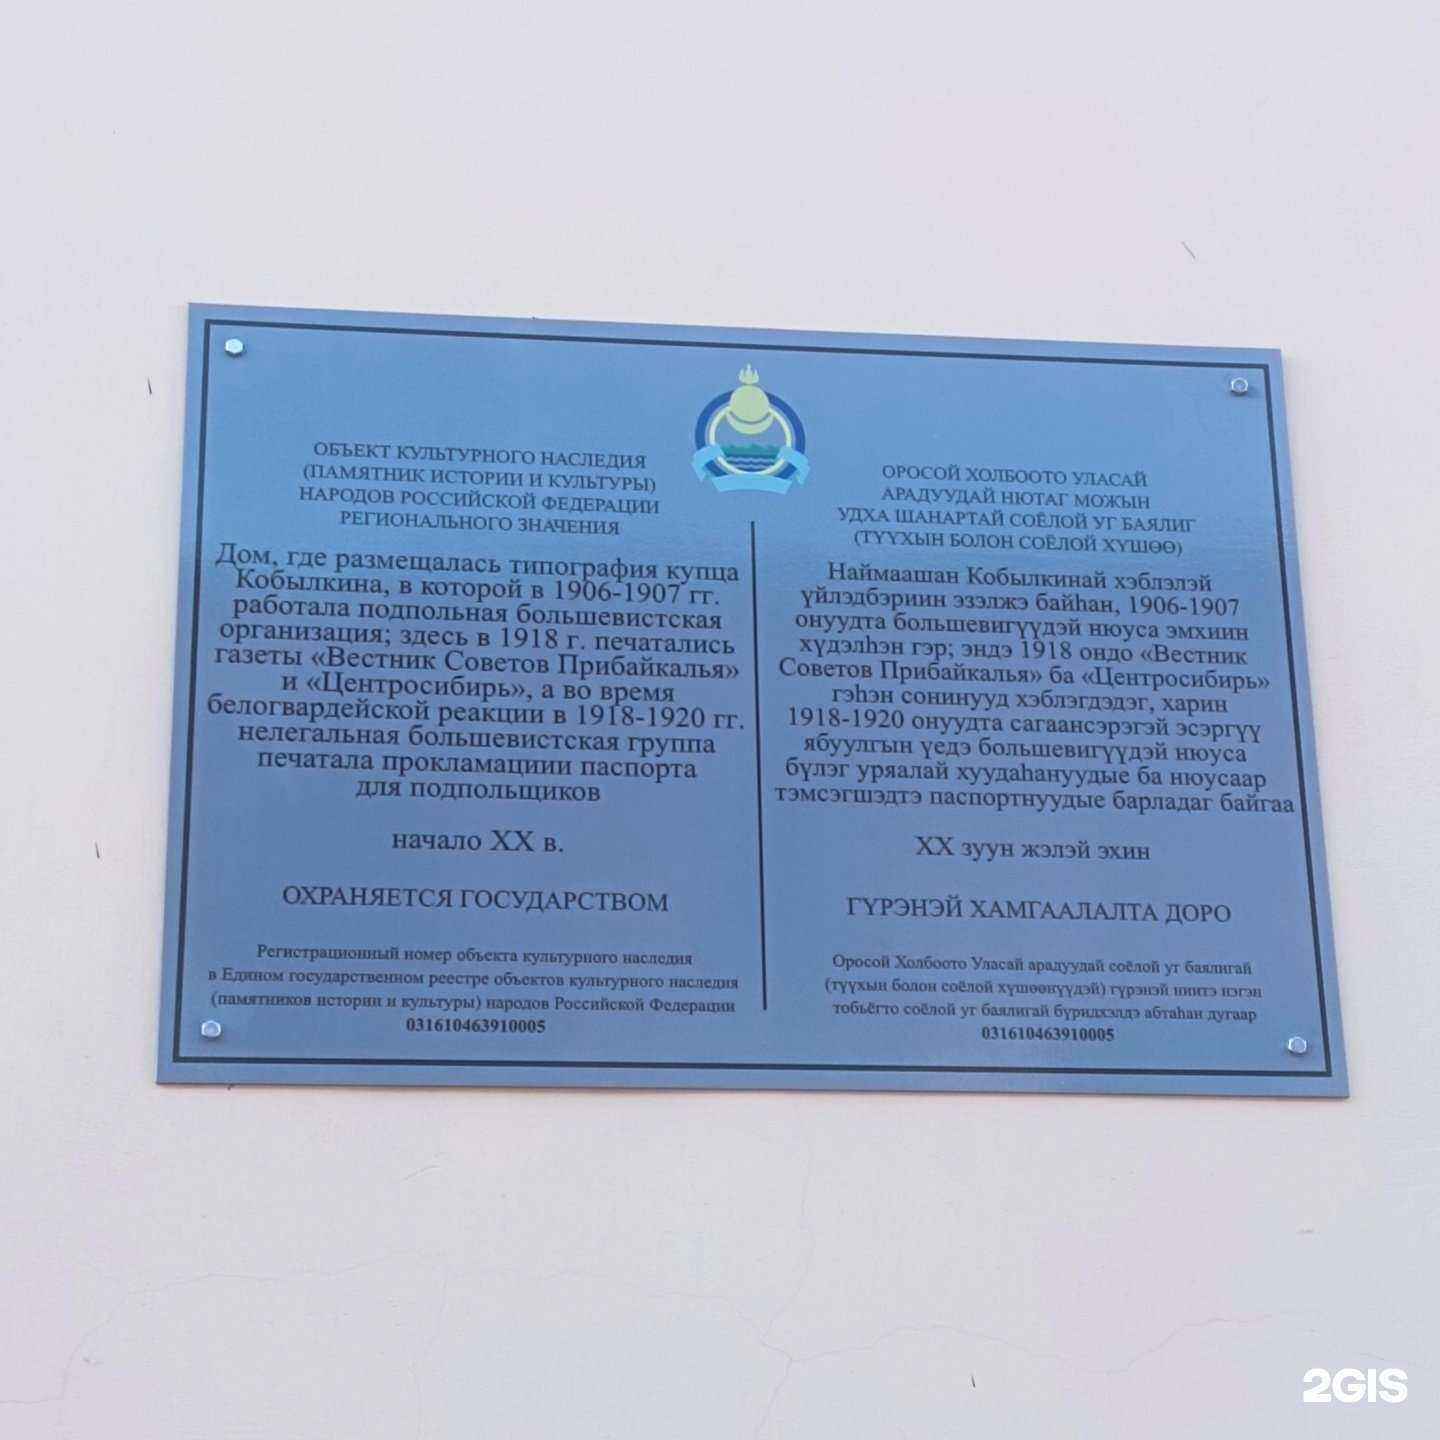 ОБЪЕКТ КУЛЬТУРНОГО НАСЛЕДИЯ
(ПАМЯТНИК ИСТОРИИ И КУЛЬТУРЫ)
НАРОДОВ РОССИЙСКОЙ ФЕДЕРАЦИИ
РЕГИОНАЛЬНОГО ЗНАЧЕНИЯ
Дом, где размещалась типография купца
Кобылкина, в которой в 1906-1907 гг.
работала подпольная большевистская
организация; здесь в 1918 г. печатались
газеты «Вестник Советов Прибайкалья»
и «Центросибирь», а во время
белогвардейской реакции в 1918-1920 гг.
нелегальная большевистская группа
печатала прокламациии паспорта
для подпольщиков
начало XX в.
ОХРАНЯЕТСЯ ГОСУДАРСТВОМ
Регистрационный номер объекта культурного наследия
в Едином государственном реестре объектов культурного наследия
(памятников истории и культуры) народов Российской Федерации
031610463910005
ОРОСОЙ ХОЛБООТО УЛАСАЙ
АРАДУУДАЙ НЮТАГ МОЖЫН
УДХА ШАНАРТАЙ СОЁЛОЙ УГ БАЯЛИГ
(ТҮҮХЫН БОЛОН СОЁЛОЙ ХҮШӨӨ)
Наймаашан Кобылкинай хэблэлэй
үйлэдбэриин эзэлжэ байһан, 1906-1907
онуудта большевигүүдэй нюуса эмхиин
хүдэлһэн гэр; эндэ 1918 ондо «Вестник
Советов Прибайкалья» ба «Центросибирь»
гэһэн сонинууд хэблэгдэдэг, харин
1918-1920 онуудта сагаансэрэгэй эсэргүү
ябуулгын үедэ большевигүүдэй нюуса
бүлэг уряалай хуудаһануудые ба нюусаар
тэмсэгшэдтэ паспортнуудые барладаг байгаа
XX зуун жэлэй эхин
ГҮРЭНЭЙ ХАМГААЛАЛТА ДОРО
Оросой Холбоото Уласай арадуудай соёлой уг баялигай
(түүхын болон соёлой хүшөөнүүдэй) гүрэнэй ниитэ нэгэн
тобьёгто соёлой уг баялигай бүридхэлдэ абтаһан дугаар
031610463910005
2GIS